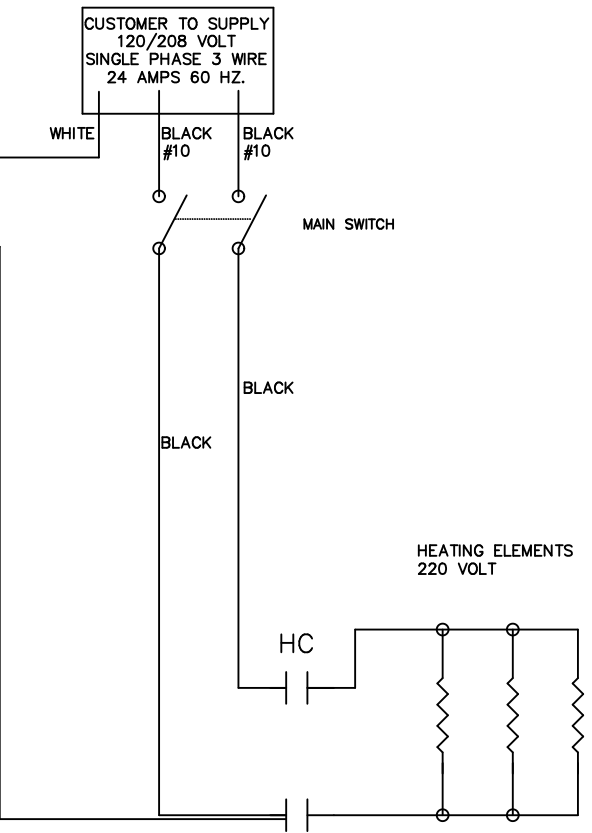 CUSTOMER TO SUPPLY
120/208 VOLT
SINGLE PHASE 3 WIRE
24 AMPS 60 HZ.
WHITE
BLACK
#10
BLACK
#10
MAIN SWITCH
BLACK
BLACK
HEATING ELEMENTS
220 VOLT
HC